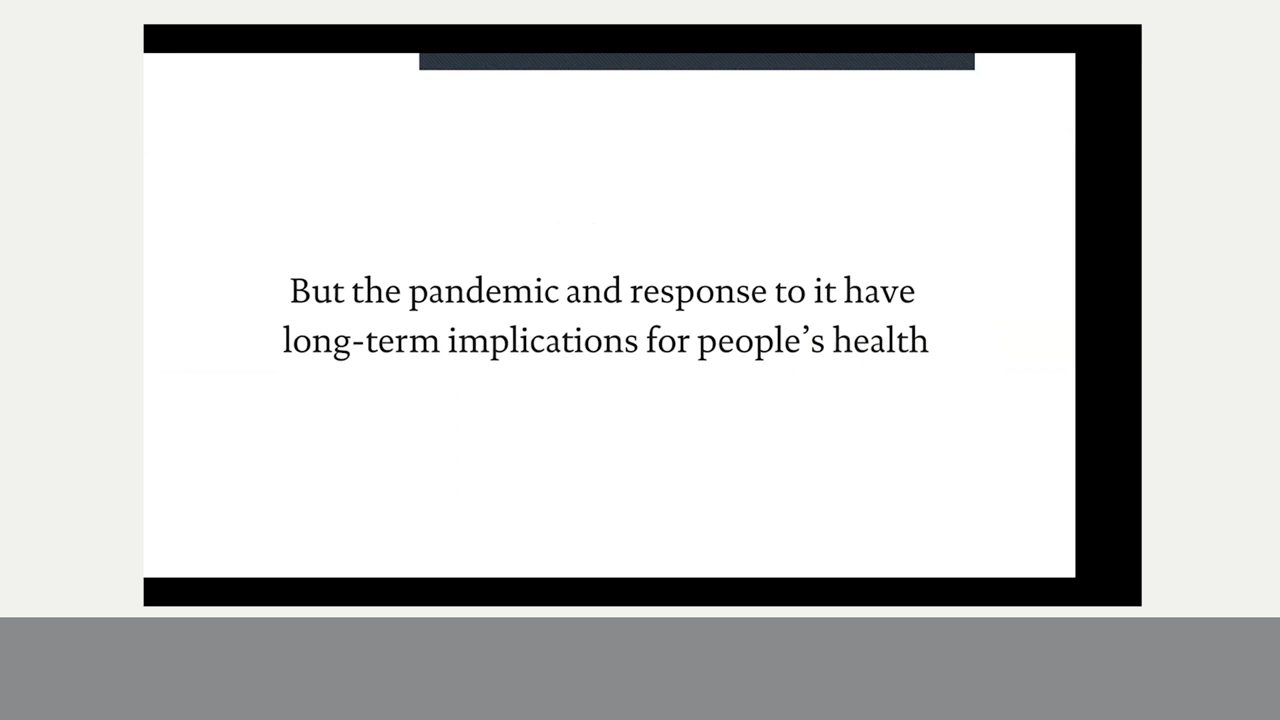 But the pandemic and response to it have
long-term implications for people’s health